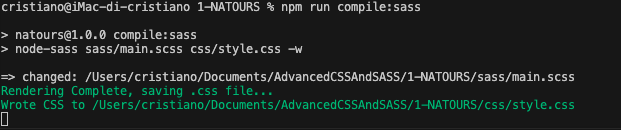 cristiano@iMac-di-cristiano 1-NATOURS % npm run compile:sass
> natours@1.0.0 compile:sass
> node-sass sass/main.scss css/style.css -w
=> changed: /Users/cristiano/Documents/AdvancedCSSAndSASS/1-NATOURS/sass/main.scss
Rendering Complete, saving .css file...
Wrote CSS to /Users/cristiano/Documents/AdvancedCSSAndSASS/1-NATOURS/css/style.css